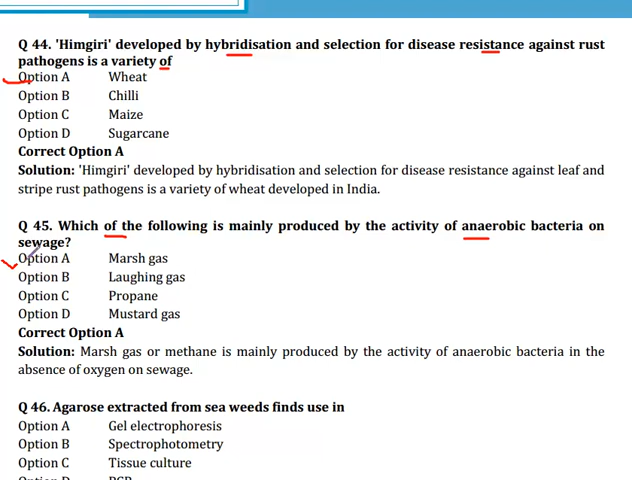 Q 44. 'Himgiri' developed by hybridisation and selection for disease resistance against rust
pathogens is a variety of
Option A Wheat
Option B Chilli
Option C Maize
Option D Sugarcane
Correct Option A
Solution: 'Himgiri' developed by hybridisation and selection for disease resistance against leaf and
stripe rust pathogens is a variety of wheat developed in India.
Q 45. Which of the following is mainly produced by the activity of anaerobic bacteria on
sewage?
Option A Marsh gas
Option B Laughing gas
Option C Propane
Option D Mustard gas
Correct Option A
Solution: Marsh gas or methane is mainly produced by the activity of anaerobic bacteria in the
absence of oxygen on sewage.
Q 46. Agarose extracted from sea weeds finds use in
Option A Gel electrophoresis
Option B Spectrophotometry
Option C Tissue culture
Option D PCR